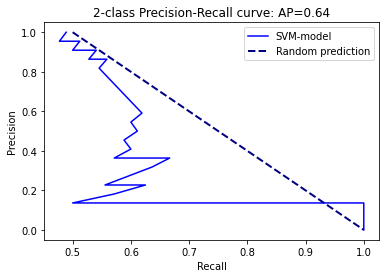 2-class Precision-Recall curve: AP=0.64
SVM-model
Random prediction
Precision
1.0
0.8
0.6
0.4
0.2
0.0
0.5 0.6 0.7 0.8 0.9 1.0
Recall